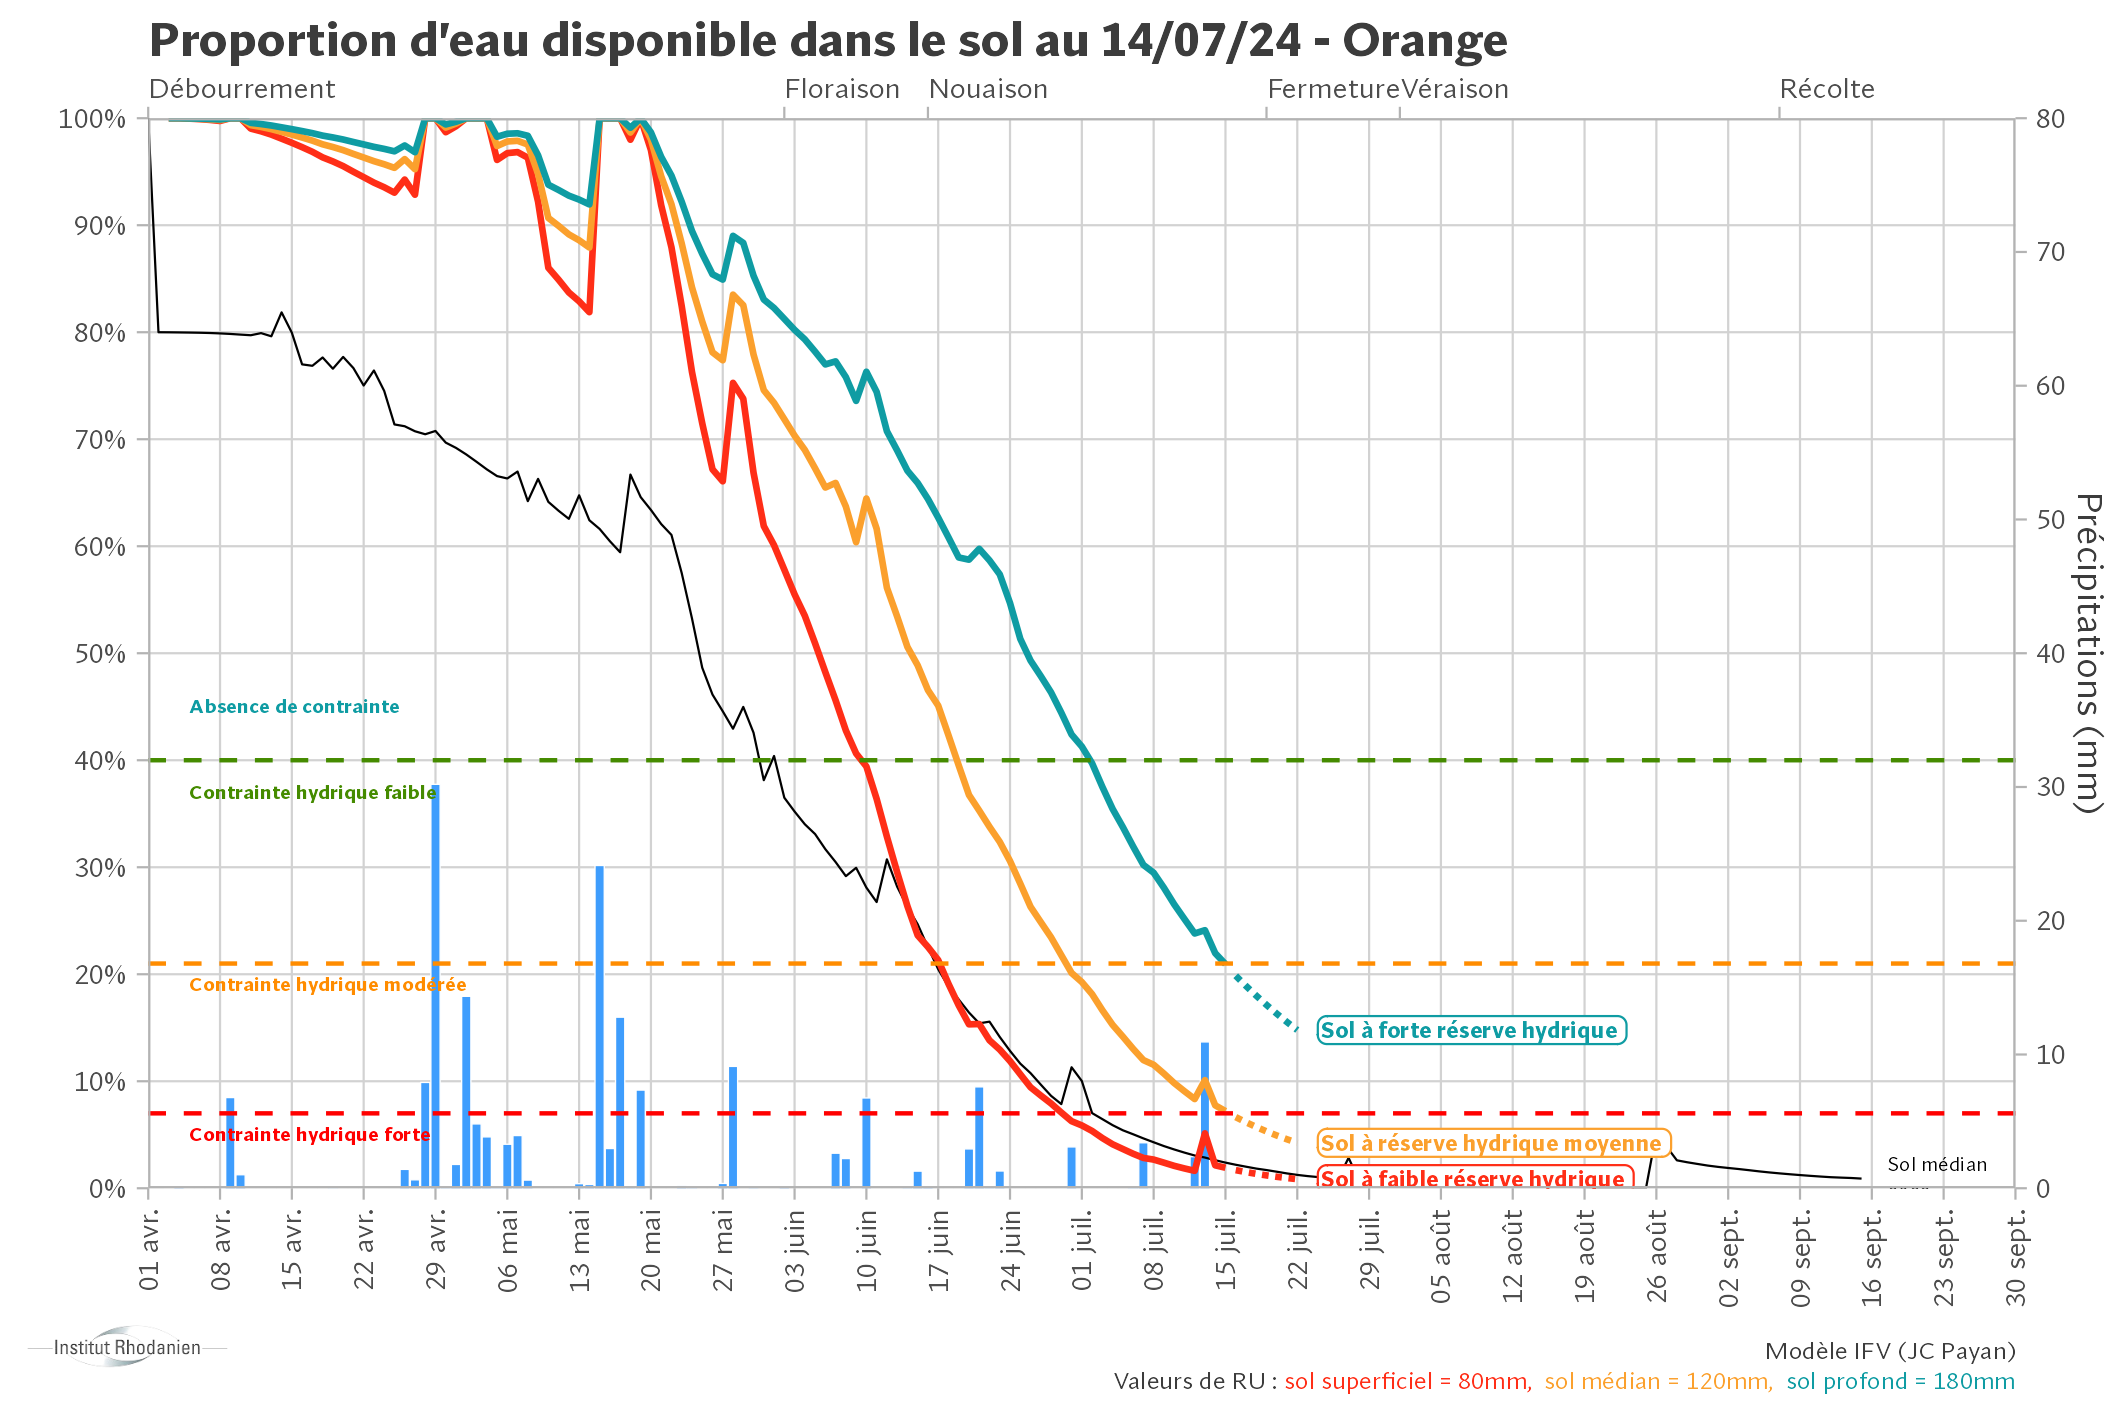 Proportion d'eau disponible dans le sol au 14/07/24 - Orange
Débourrement Floraison Nouaison Fermeture Véraison Récolte
100% 80
90%
70
80%
60
70%
60% 50
Précipitations (mm)
50% 40
Absence de contrainte
40%
Contrainte hydrique faible 30
30%
20
20%
Contrainte hydrique modérée
Sol à forte réserve hydrique
10
10%
Contrainte hydrique forte
Sol à réserve hydrique moyenne
Sol médian
Sol à faible réserve hydrique
0% 0
01 avr. 08 avr. 15 avr. 22 avr. 29 avr. 06 mai 13 mai 20 mai 27 mai 03 juin 10 juin 17 juin 24 juin 01 juil. 08 juil. 15 juil. 22 juil. 29 juil. 05 août 12 août 19 août 26 août 02 sept. 09 sept. 16 sept. 23 sept. 30 sept.
Institut Rhodanien
Modèle IFV (JC Payan)
Valeurs de RU : sol superficiel = 80mm, sol médian = 120mm, sol profond = 180mm